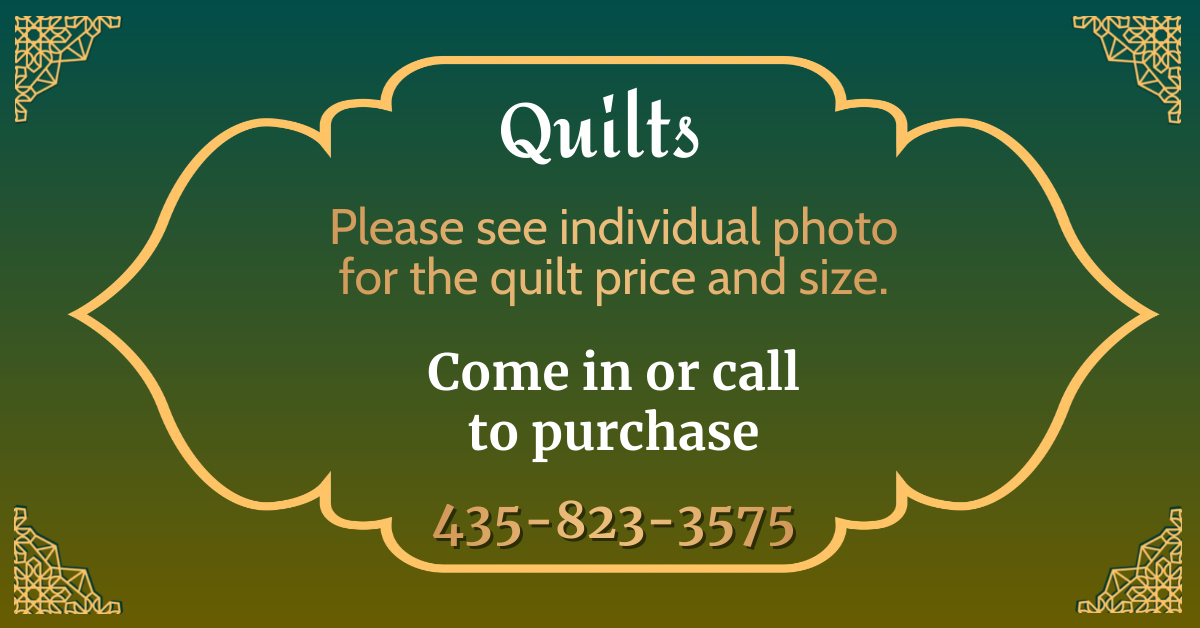 Quilts
Please see individual photo
for the quilt price and size.
Come in or call
to purchase
435-823-3575